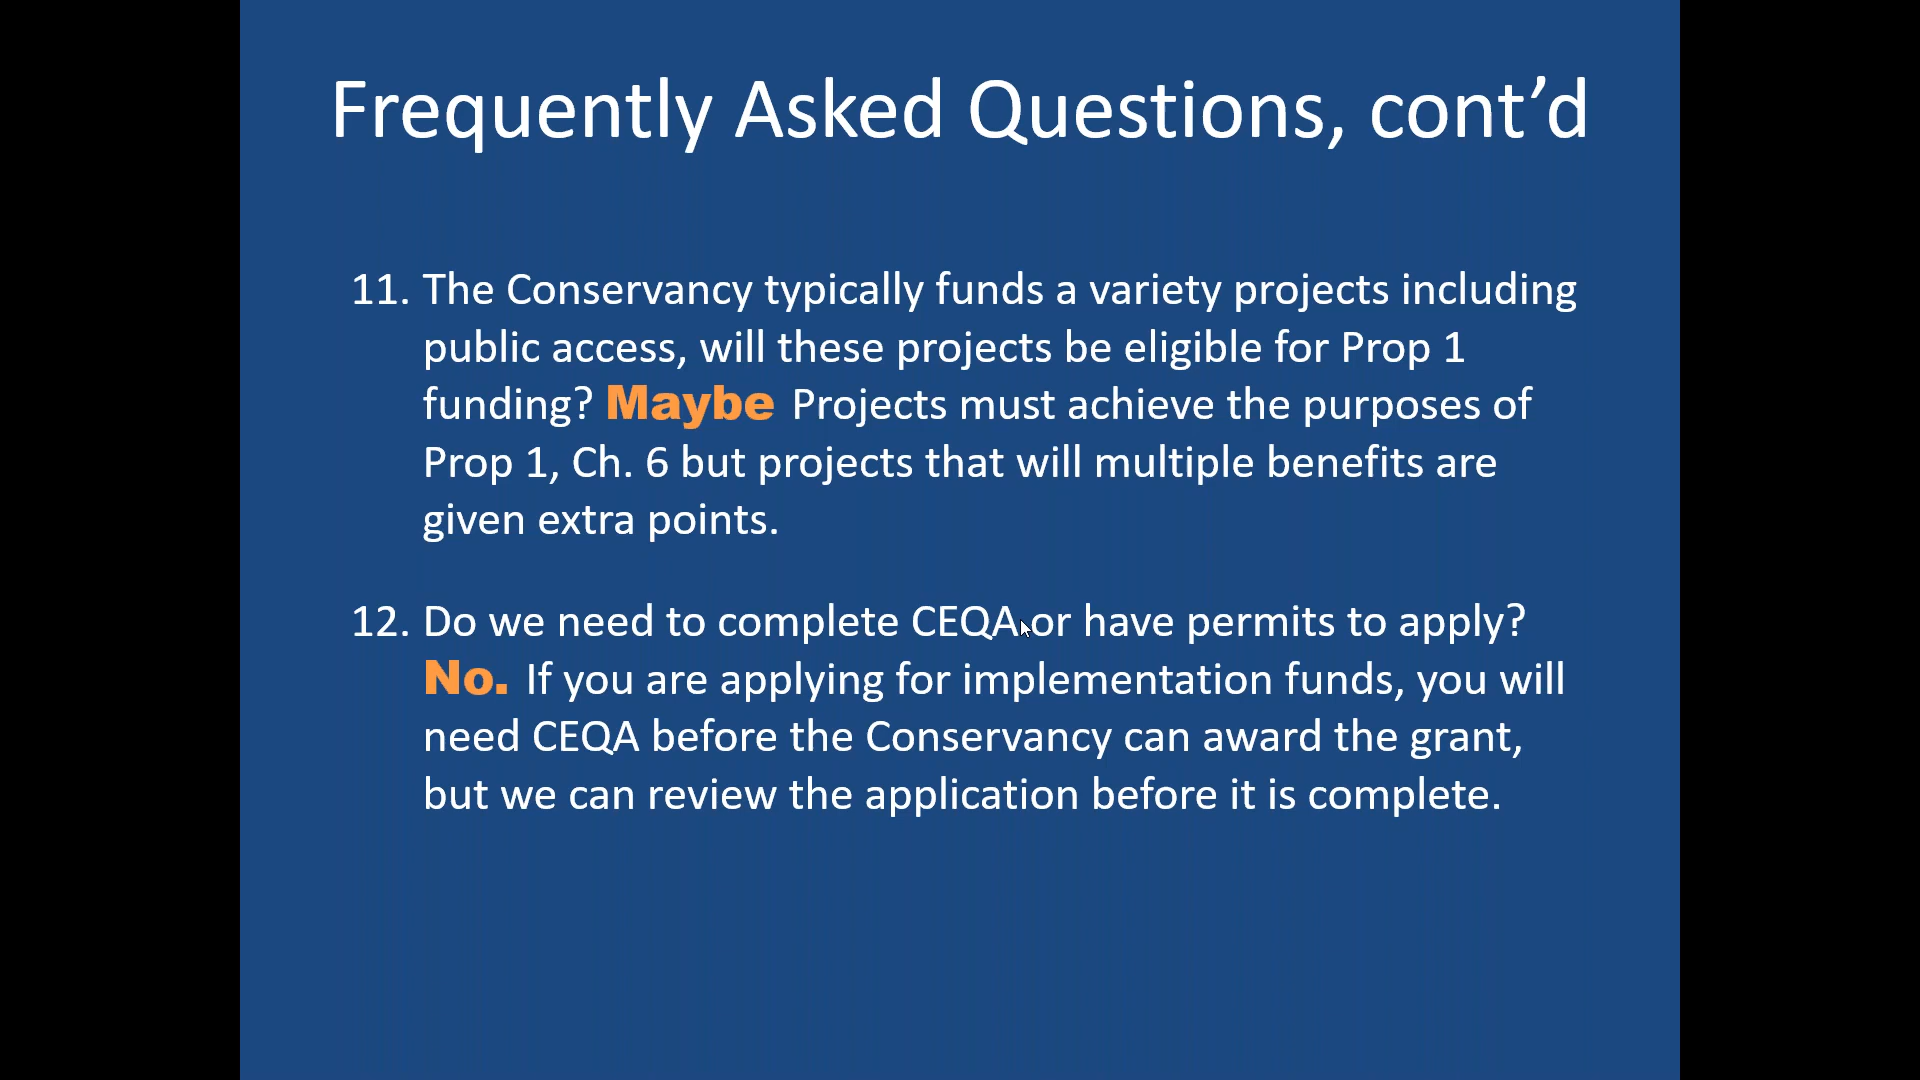 Frequently Asked Questions, cont’d
11. The Conservancy typically funds a variety projects including
public access, will these projects be eligible for Prop 1
funding? Maybe Projects must achieve the purposes of
Prop 1, Ch. 6 but projects that will multiple benefits are
given extra points.
12. Do we need to complete CEQA or have permits to apply?
No. If you are applying for implementation funds, you will
need CEQA before the Conservancy can award the grant,
but we can review the application before it is complete.